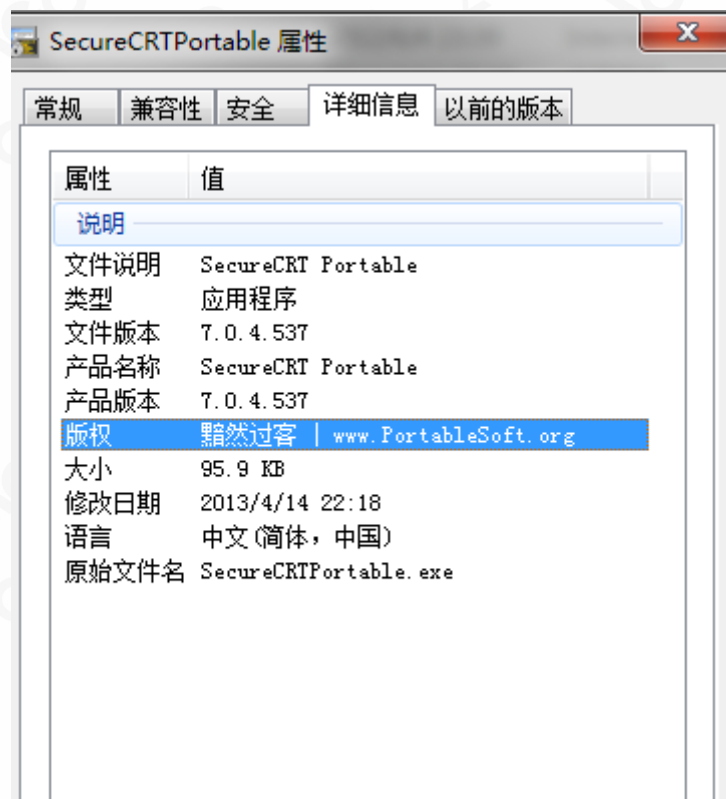 SecureCRTPortable 属性
常规 兼容性 安全 详细信息 以前的版本
属性 值
说明
文件说明 SecureCRT Portable
类型 应用程序
文件版本 7.0.4.537
产品名称 SecureCRT Portable
产品版本 7.0.4.537
版权 黯然过客 | www.PortableSoft.org
大小 95.9 KB
修改日期 2013/4/14 22:18
语言 中文(简体，中国)
原始文件名 SecureCRTPortable.exe